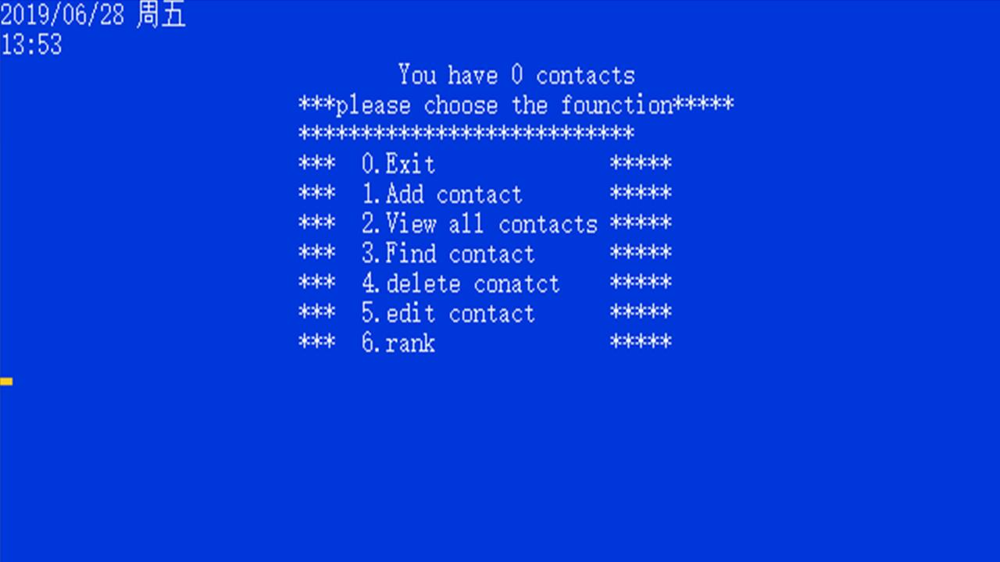 2019/06/28 周五
13:53
You have 0 contacts
***please choose the founction*****
***************************
*** 0.Exit *****
*** 1.Add contact *****
*** 2.View all contacts *****
*** 3.Find contact *****
*** 4.delete conatct *****
*** 5.edit contact *****
*** 6.rank *****